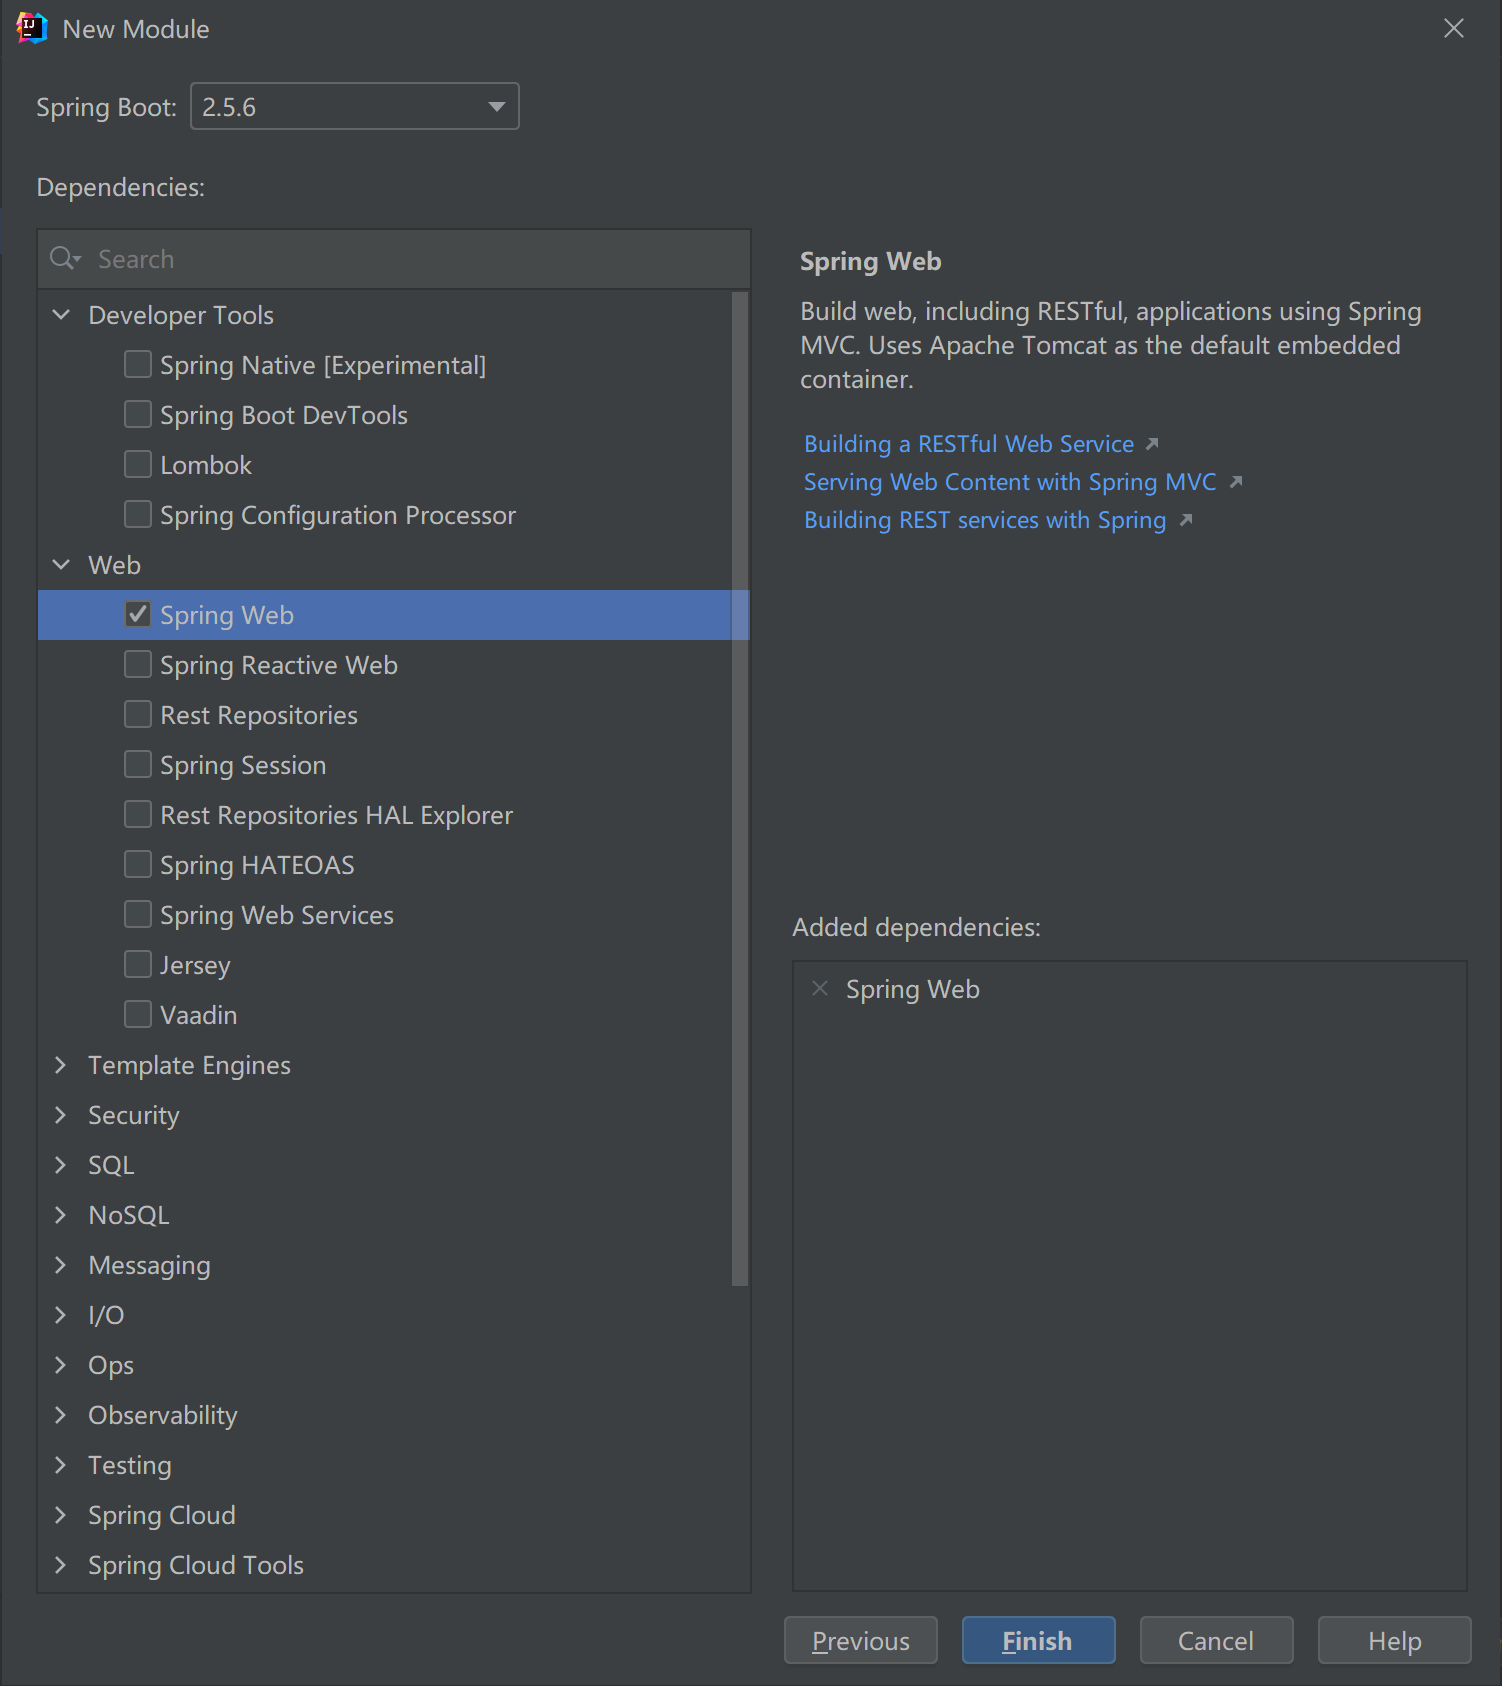 New Module
Spring Boot: 2.5.6
Dependencies:
Search
Developer Tools
Spring Native [Experimental]
Spring Boot DevTools
Lombok
Spring Configuration Processor
Web
Spring Web
Spring Reactive Web
Rest Repositories
Spring Session
Rest Repositories HAL Explorer
Spring HATEOAS
Spring Web Services
Jersey
Vaadin
Template Engines
Security
SQL
NoSQL
Messaging
I/O
Ops
Observability
Testing
Spring Cloud
Spring Cloud Tools
Spring Web
Build web, including RESTful, applications using Spring
MVC. Uses Apache Tomcat as the default embedded
container.
Building a RESTful Web Service
Serving Web Content with Spring MVC
Building REST services with Spring
Added dependencies:
Spring Web
Previous Finish Cancel Help